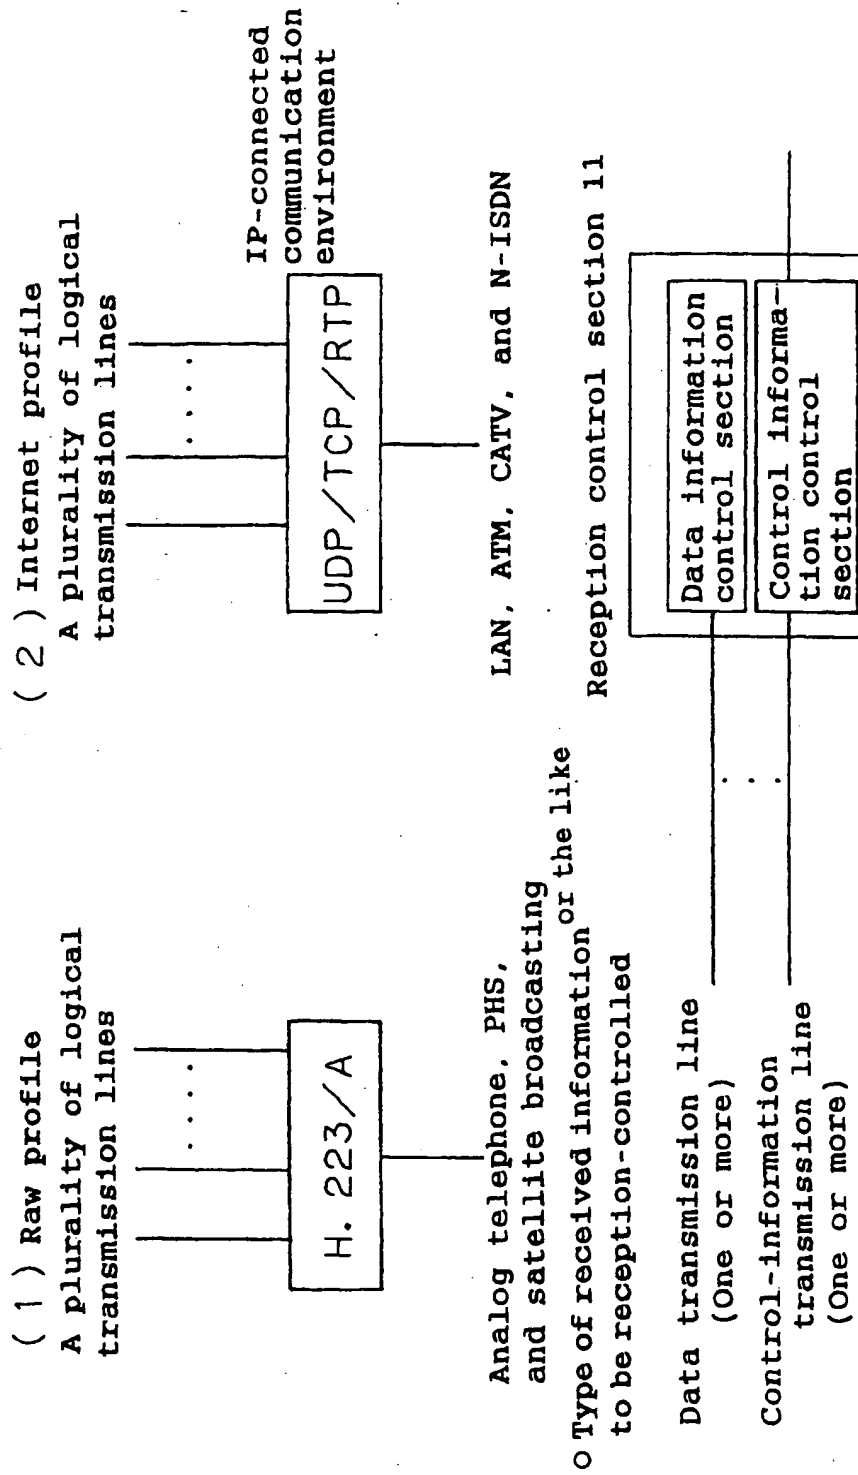 ( 1 ) Raw profile
A plurality of logical
transmission lines
. . . .
H. 223/A
Analog telephone, PHS,
and satellite broadcasting
or the like
( 2 ) Internet profile
A plurality of logical
transmission lines
. . . .
IP-connected
communication
environment
UDP/TCP/RTP
LAN, ATM, CATV, and N-ISDN
o Type of received information
to be reception-controlled
Reception control section 11
Data transmission line
(One or more)
. . .
Control-information
transmission line
(One or more)
Data information
control section
Control informa-
tion control
section